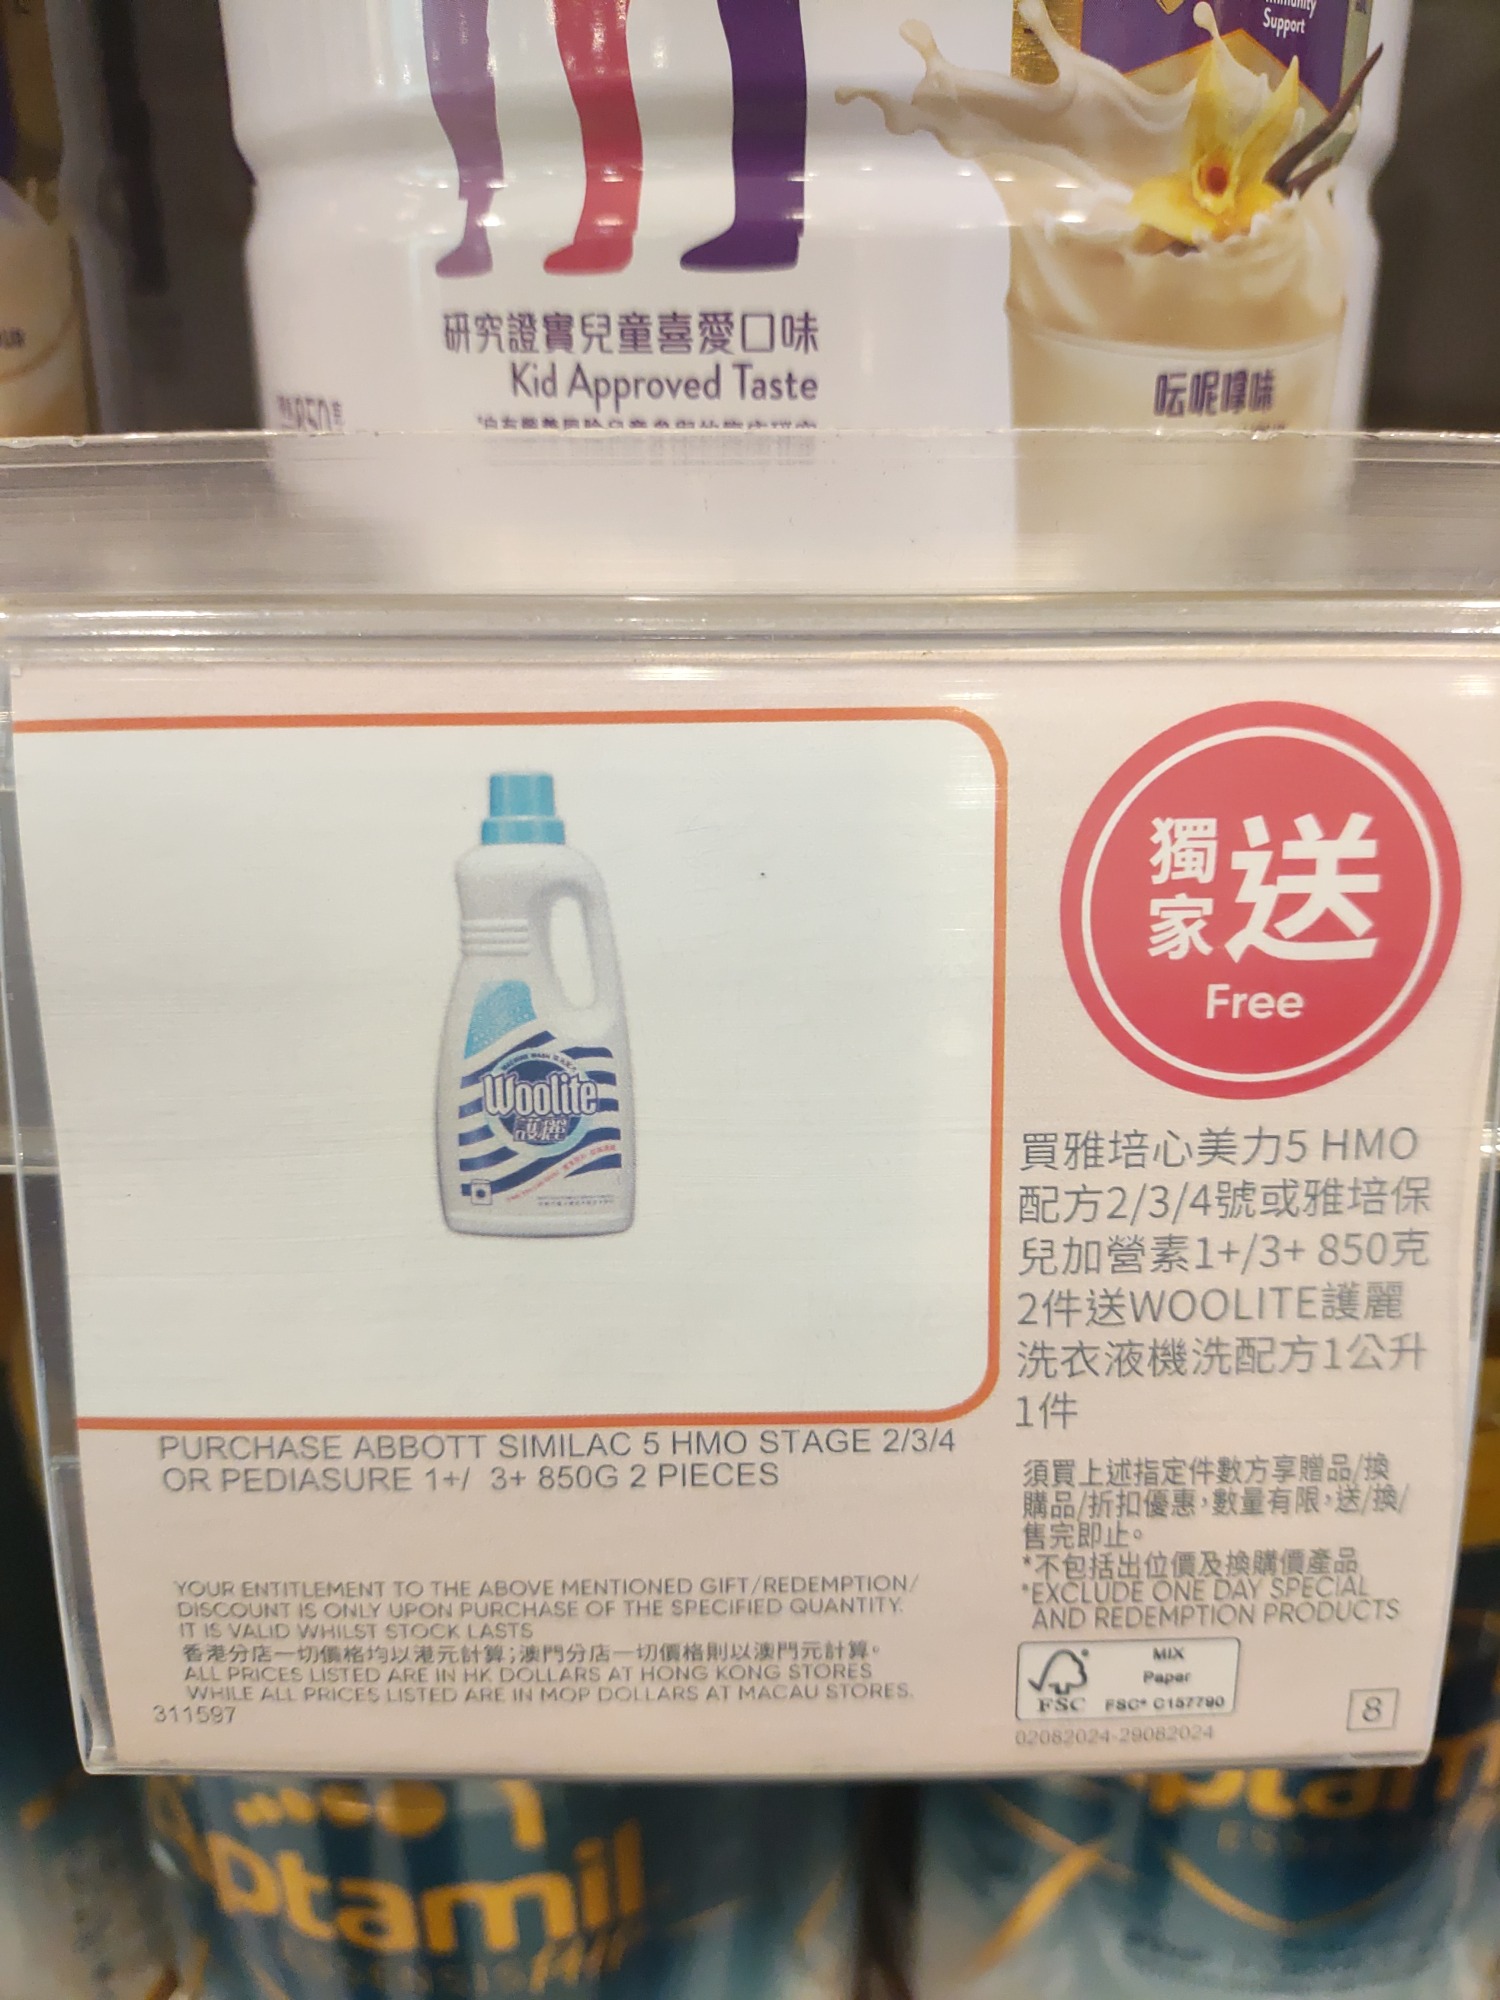 Support
研究證實兒童喜愛口味
Kid Approved Taste
呍呢嗱味
獨家送
Free
Woolite
護麗
買雅培心美力5 HMO
配方2/3/4號或雅培保
兒加營素1+/3+ 850克
2件送WOOLITE護麗
洗衣液機洗配方1公升
1件
PURCHASE ABBOTT SIMILAC 5 HMO STAGE 2/3/4
OR PEDIASURE 1+/ 3+ 850G 2 PIECES
須買上述指定件數方享贈品/換
購品/折扣優惠，數量有限，送/換/
售完即止。
*不包括出位價及換購價產品
*EXCLUDE ONE DAY SPECIAL
AND REDEMPTION PRODUCTS
YOUR ENTITLEMENT TO THE ABOVE MENTIONED GIFT/REDEMPTION/
DISCOUNT IS ONLY UPON PURCHASE OF THE SPECIFIED QUANTITY.
IT IS VALID WHILST STOCK LASTS
香港分店一切價格均以港元計算；澳門分店一切價格則以澳門元計算。
ALL PRICES LISTED ARE IN HK DOLLARS AT HONG KONG STORES
WHILE ALL PRICES LISTED ARE IN MOP DOLLARS AT MACAU STORES.
311597
FSC
MIX
Paper
FSC® C157790
8
02082024-29082024
ptamil